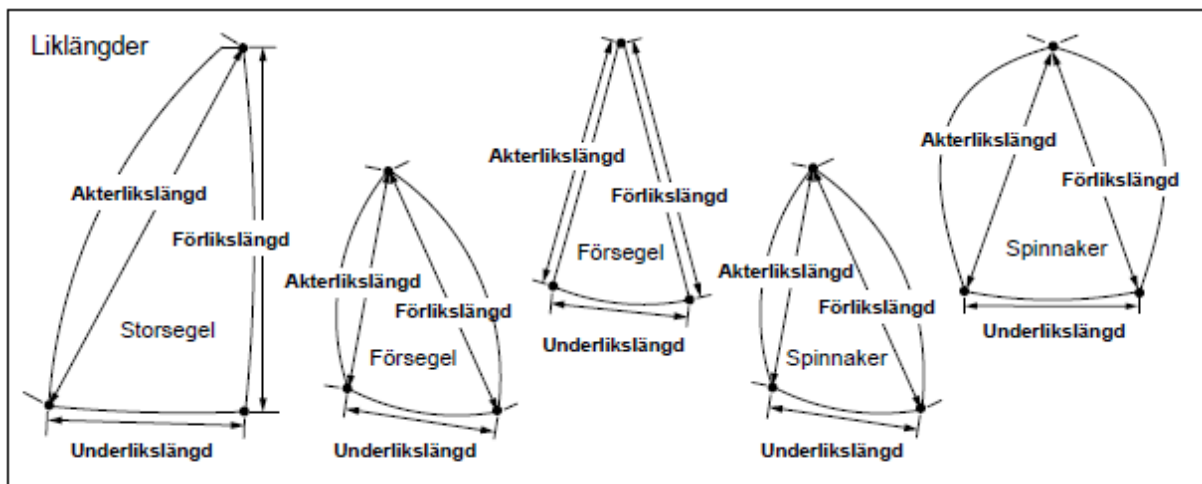 Liklängder
Akterlikslängd
Förlikslängd
Storsegel
Underlikslängd
Akterlikslängd
Förlikslängd
Försegel
Underlikslängd
Akterlikslängd
Förlikslängd
Försegel
Underlikslängd
Akterlikslängd
Förlikslängd
Spinnaker
Underlikslängd
Akterlikslängd
Förlikslängd
Spinnaker
Underlikslängd